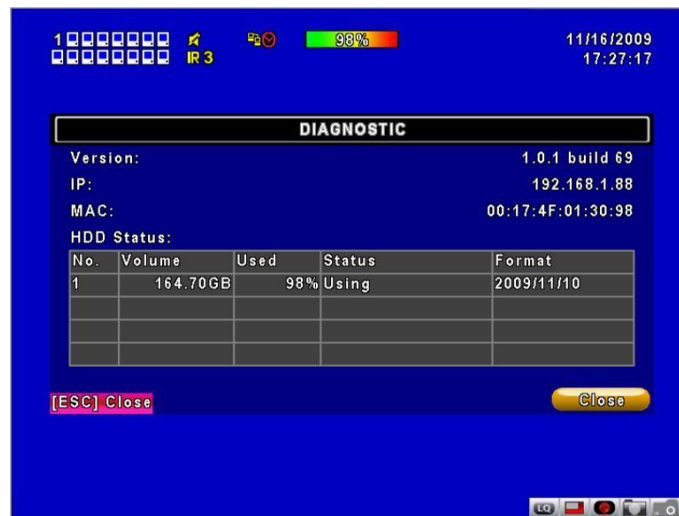 1 98% 11/16/2009
IR 3 17:27:17
DIAGNOSTIC
Version: 1.0.1 build 69
IP: 192.168.1.88
MAC: 00:17:4F:01:30:98
HDD Status:
No. Volume Used Status Format
1 164.70GB 98% Using 2009/11/10
[ESC] Close Close
LQ